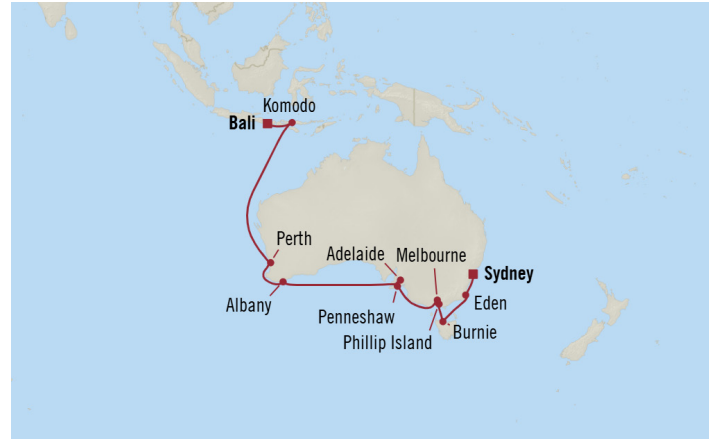 Komodo
Bali
Perth
Adelaide
Melbourne
Sydney
Albany
Penneshaw
Eden
Phillip Island
Burnie